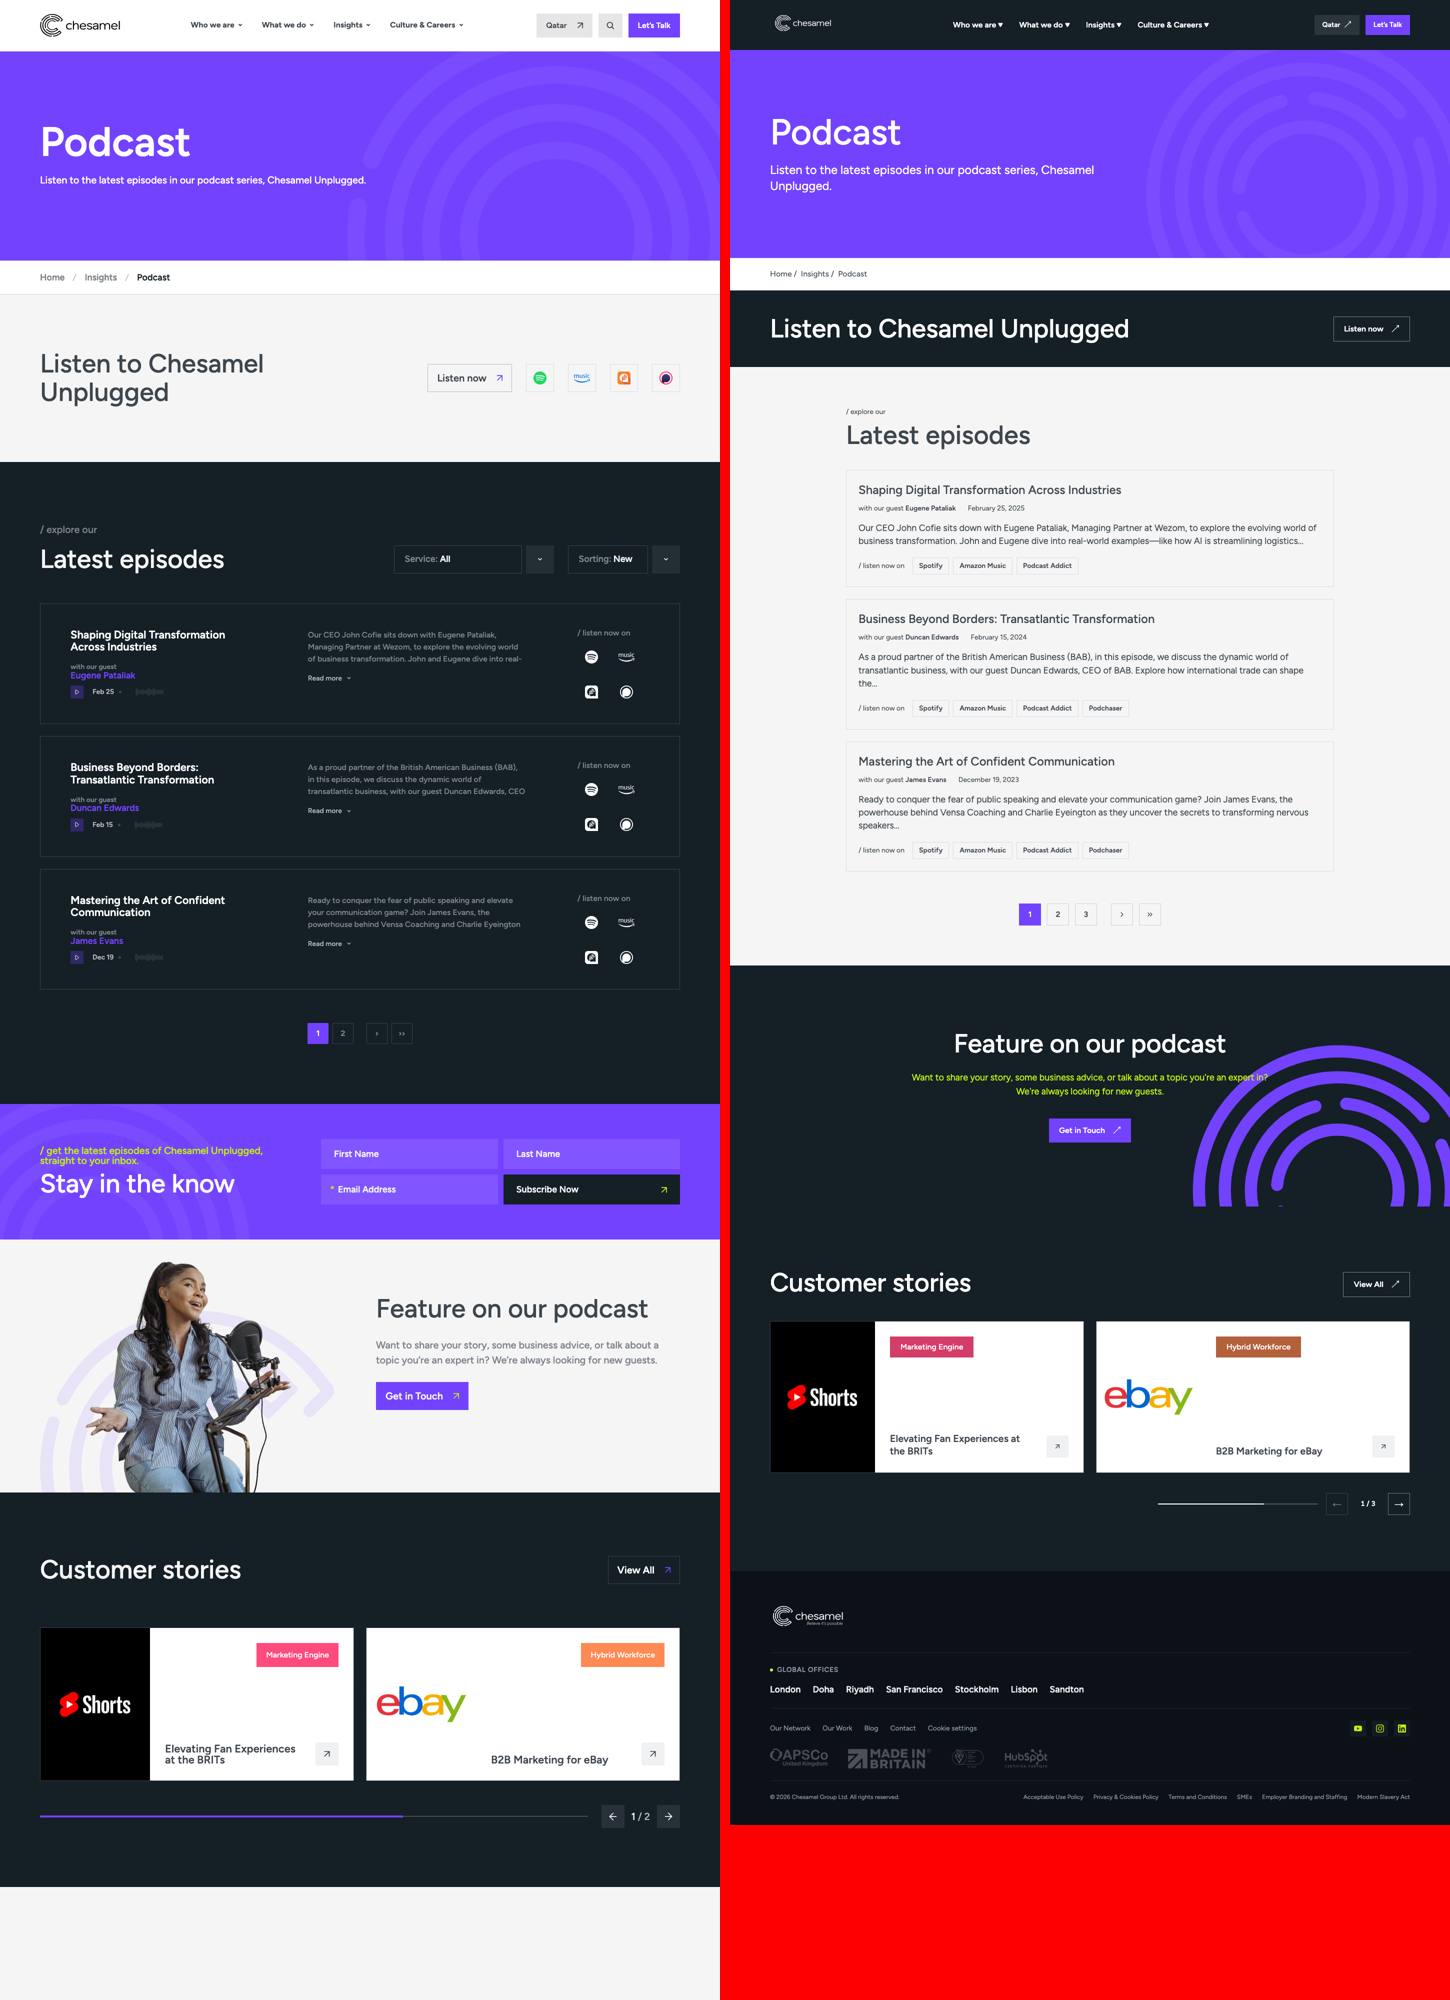 chesamel
Who we are
What we do
Insights
Culture & Careers
Qatar
Let's Talk
Podcast
Listen to the latest episodes in our podcast series, Chesamel Unplugged.
Home / Insights / Podcast
Listen to Chesamel
Unplugged
Listen now
music
/ explore our
Latest episodes
Service: All
Sorting: New
Shaping Digital Transformation
Across Industries
with our guest
Eugene Pataliak
Feb 25
Our CEO John Cofie sits down with Eugene Pataliak,
Managing Partner at Wezom, to explore the evolving world
of business transformation. John and Eugene dive into real-
Read more
/ listen now on
music
Business Beyond Borders:
Transatlantic Transformation
with our guest
Duncan Edwards
Feb 15
As a proud partner of the British American Business (BAB),
in this episode, we discuss the dynamic world of
transatlantic business, with our guest Duncan Edwards, CEO
Read more
/ listen now on
music
Mastering the Art of Confident
Communication
with our guest
James Evans
Dec 19
Ready to conquer the fear of public speaking and elevate
your communication game? Join James Evans, the
powerhouse behind Vensa Coaching and Charlie Eyeington
Read more
/ listen now on
music
1 2 › ››
/ get the latest episodes of Chesamel Unplugged,
straight to your inbox.
Stay in the know
First Name
Last Name
* Email Address
Subscribe Now
Feature on our podcast
Want to share your story, some business advice, or talk about a
topic you're an expert in? We're always looking for new guests.
Get in Touch
Customer stories
View All
Shorts
Marketing Engine
Elevating Fan Experiences
at the BRITs
ebay
Hybrid Workforce
B2B Marketing for eBay
1 / 2
chesamel
Who we are
What we do
Insights
Culture & Careers
Qatar
Let's Talk
Podcast
Listen to the latest episodes in our podcast series, Chesamel
Unplugged.
Home / Insights / Podcast
Listen to Chesamel Unplugged
Listen now
/ explore our
Latest episodes
Shaping Digital Transformation Across Industries
with our guest Eugene Pataliak February 25, 2025
Our CEO John Cofie sits down with Eugene Pataliak, Managing Partner at Wezom, to explore the evolving world of
business transformation. John and Eugene dive into real-world examples—like how AI is streamlining logistics...
/ listen now on Spotify Amazon Music Podcast Addict
Business Beyond Borders: Transatlantic Transformation
with our guest Duncan Edwards February 15, 2024
As a proud partner of the British American Business (BAB), in this episode, we discuss the dynamic world of
transatlantic business, with our guest Duncan Edwards, CEO of BAB. Explore how international trade can shape
the...
/ listen now on Spotify Amazon Music Podcast Addict Podchaser
Mastering the Art of Confident Communication
with our guest James Evans December 19, 2023
Ready to conquer the fear of public speaking and elevate your communication game? Join James Evans, the
powerhouse behind Vensa Coaching and Charlie Eyeington as they uncover the secrets to transforming nervous
speakers...
/ listen now on Spotify Amazon Music Podcast Addict Podchaser
1 2 3 › »
Feature on our podcast
Want to share your story, some business advice, or talk about a topic you're an expert in?
We're always looking for new guests.
Get in Touch
Customer stories
View All
Shorts
Marketing Engine
Elevating Fan Experiences at
the BRITs
ebay
Hybrid Workforce
B2B Marketing for eBay
1 / 3
chesamel
Believe it's possible
GLOBAL OFFICES
London Doha Riyadh San Francisco Stockholm Lisbon Sandton
Our Network Our Work Blog Contact Cookie settings
APSCo
United Kingdom
MADE IN
BRITAIN
HubSpot
CERTIFIED PARTNER
© 2026 Chesamel Group Ltd. All rights reserved.
Acceptable Use Policy Privacy & Cookies Policy Terms and Conditions SMEs Employer Branding and Staffing Modern Slavery Act